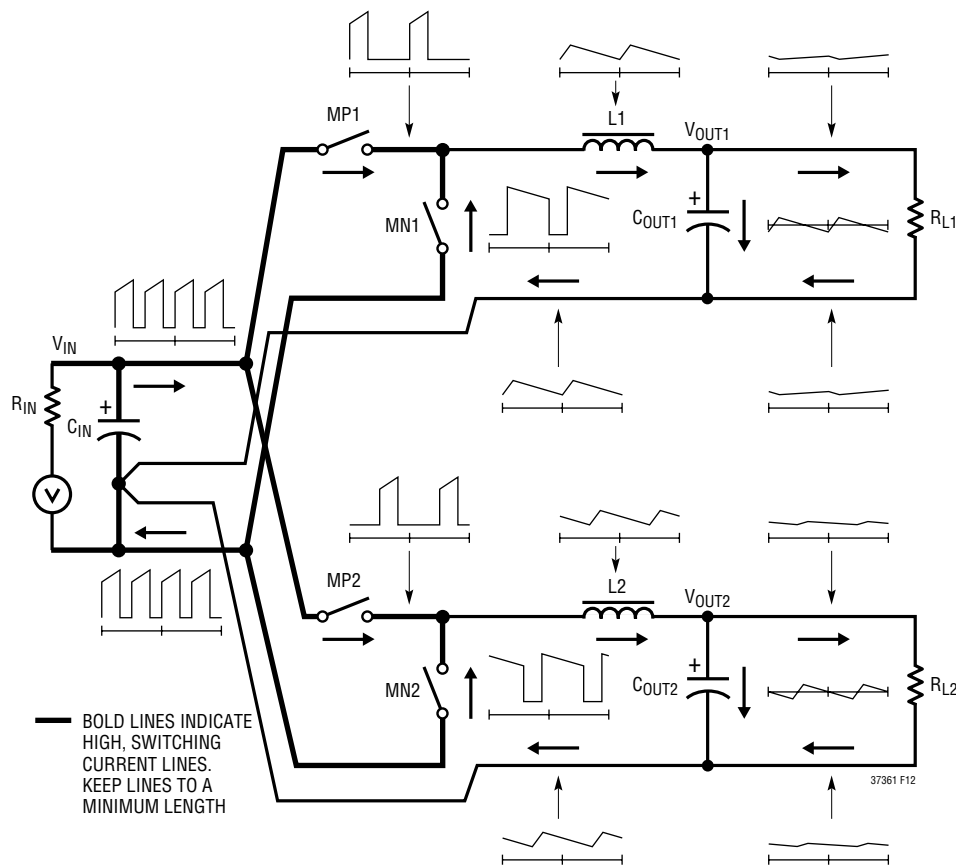 MP1
L1
VOUT1
MN1
+
COUT1
RL1
VIN
RIN
+
CIN
V
MP2
L2
VOUT2
MN2
+
COUT2
RL2
BOLD LINES INDICATE
HIGH, SWITCHING
CURRENT LINES.
KEEP LINES TO A
MINIMUM LENGTH
37361 F12